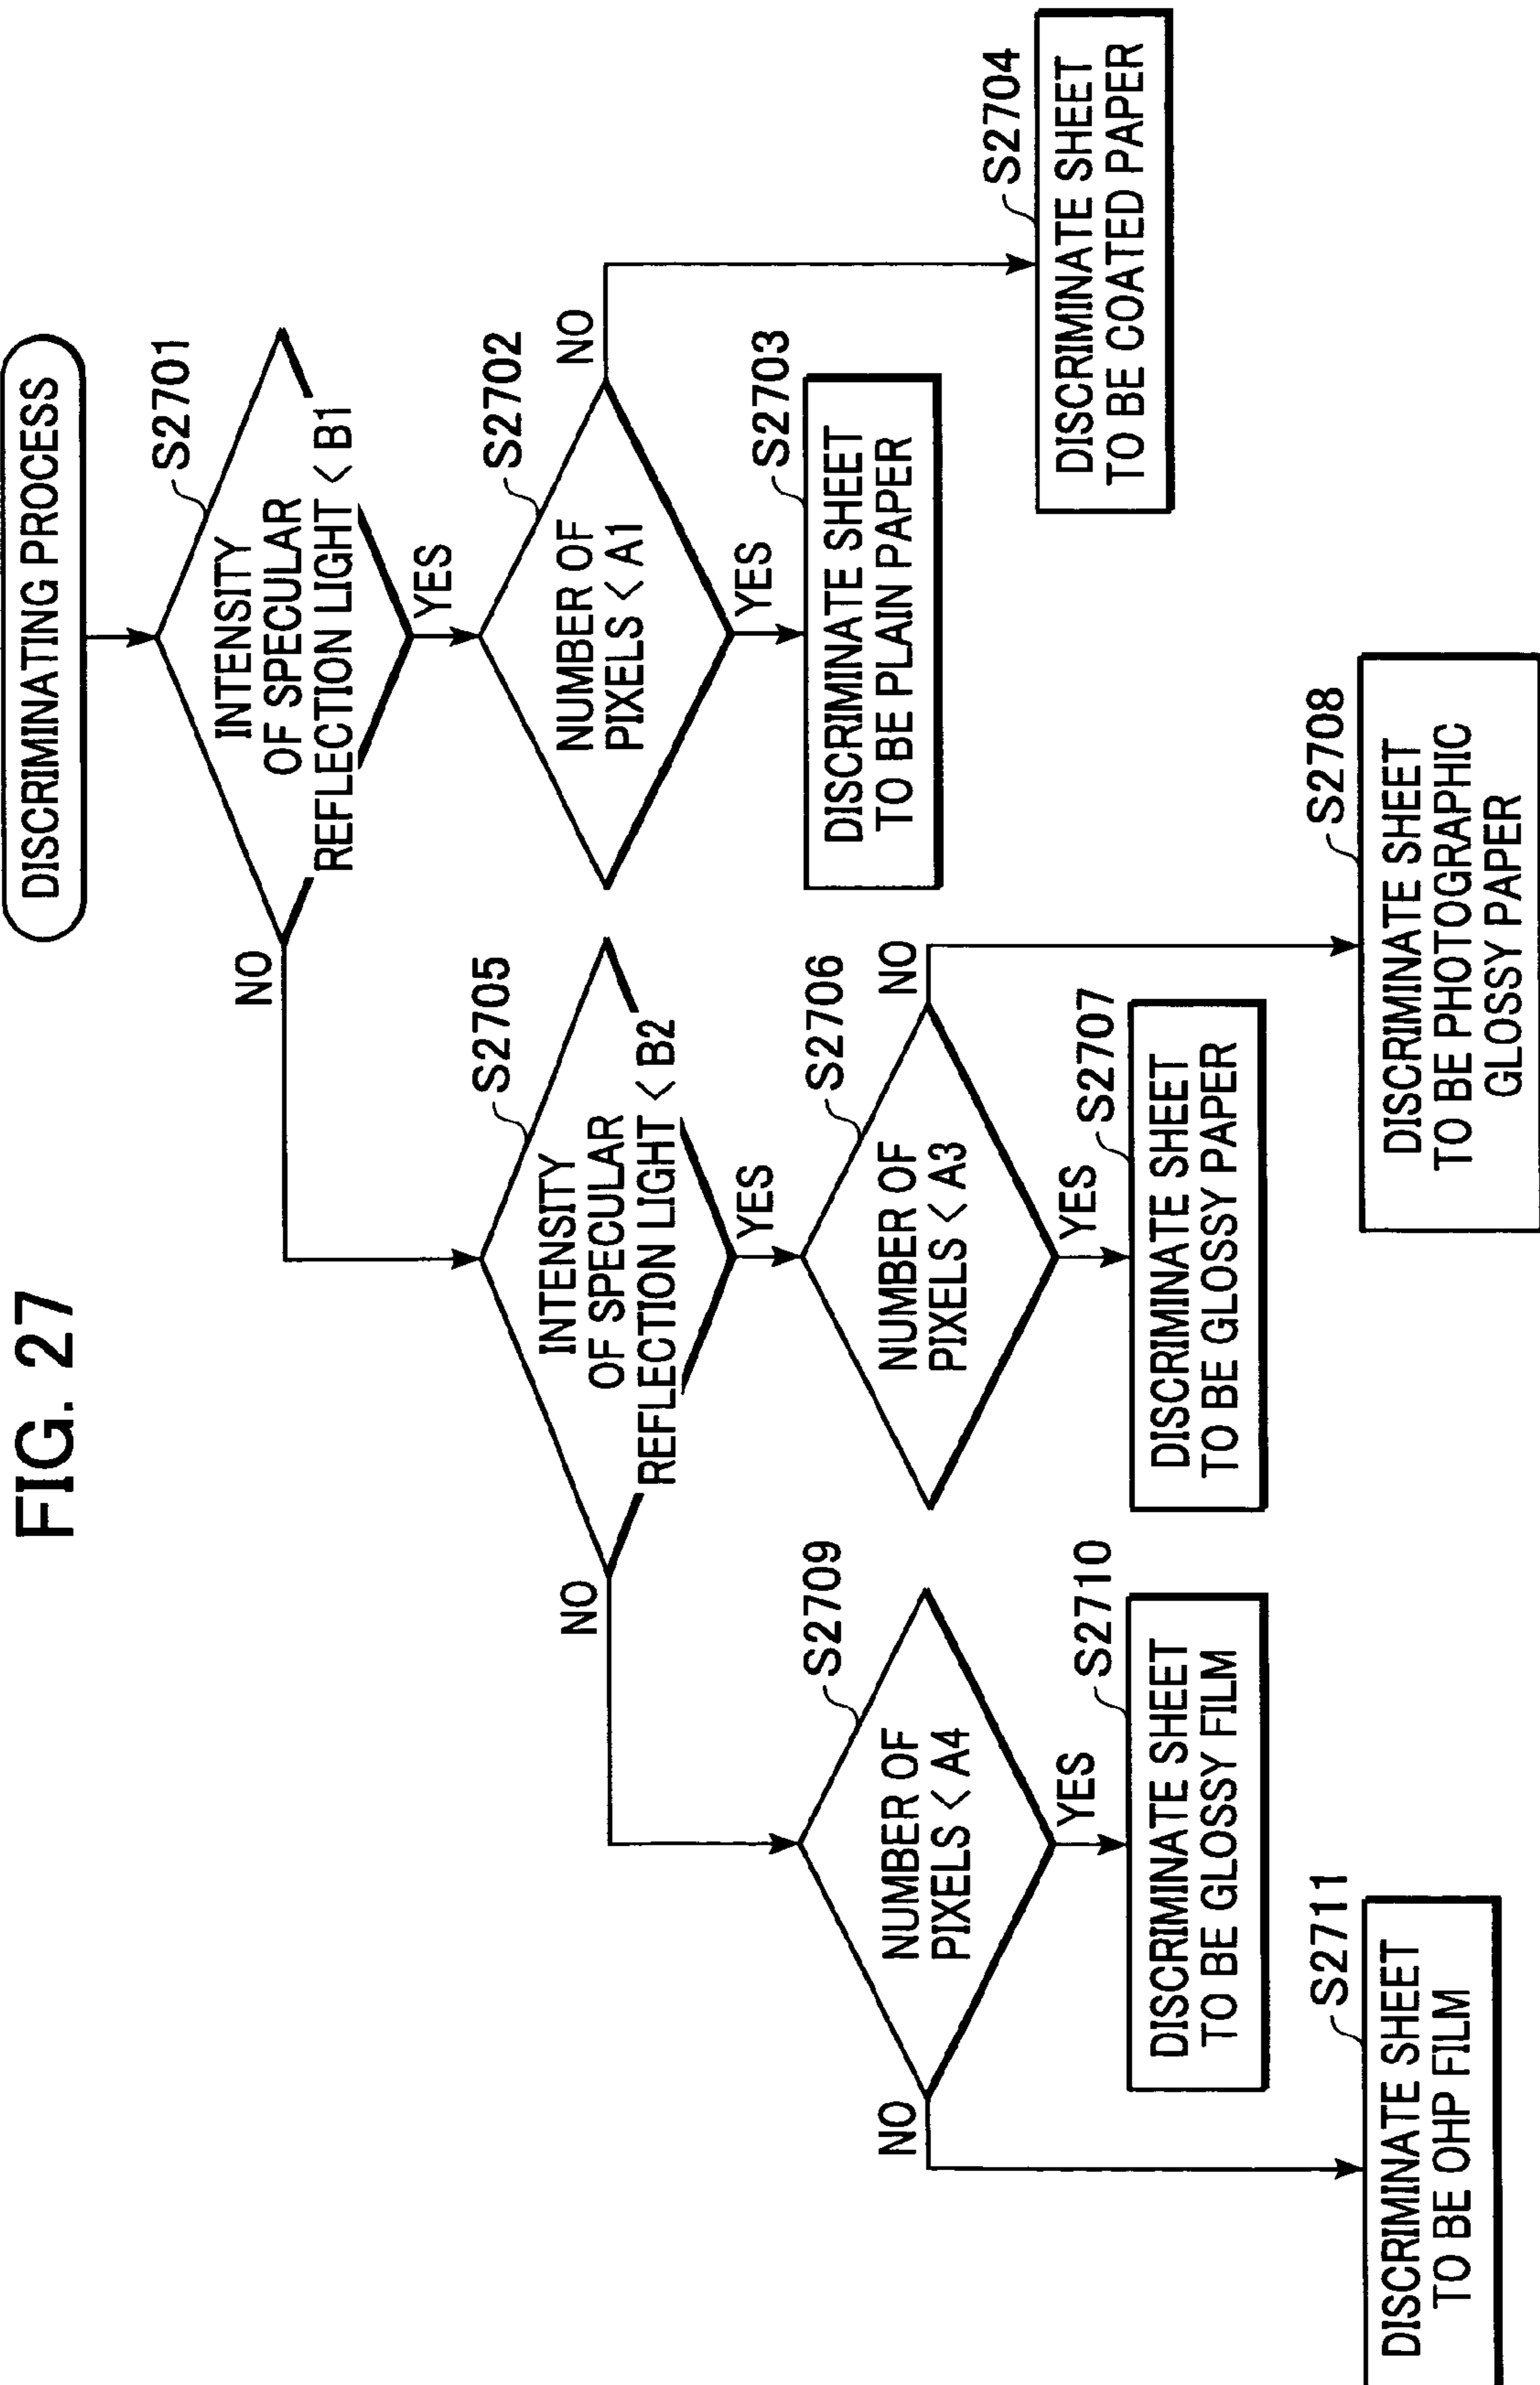 FIG. 27
DISCRIMINATING PROCESS
S2701
INTENSITY
OF SPECULAR
REFLECTION LIGHT < B1
NO
YES
S2702
NUMBER OF
PIXELS < A1
NO
YES
S2703
DISCRIMINATE SHEET
TO BE PLAIN PAPER
S2704
DISCRIMINATE SHEET
TO BE COATED PAPER
S2705
INTENSITY
OF SPECULAR
REFLECTION LIGHT < B2
NO
YES
S2706
NUMBER OF
PIXELS < A3
NO
YES
S2707
DISCRIMINATE SHEET
TO BE GLOSSY PAPER
S2708
DISCRIMINATE SHEET
TO BE PHOTOGRAPHIC
GLOSSY PAPER
S2709
NUMBER OF
PIXELS < A4
NO
YES
S2710
DISCRIMINATE SHEET
TO BE GLOSSY FILM
S2711
DISCRIMINATE SHEET
TO BE OHP FILM